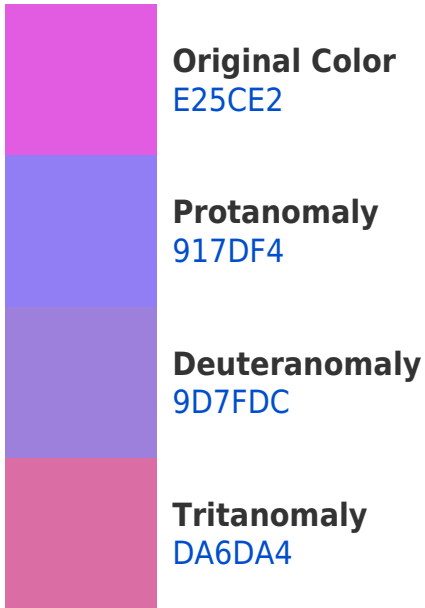 Original Color
E25CE2
Protanomaly
917DF4
Deuteranomaly
9D7FDC
Tritanomaly
DA6DA4